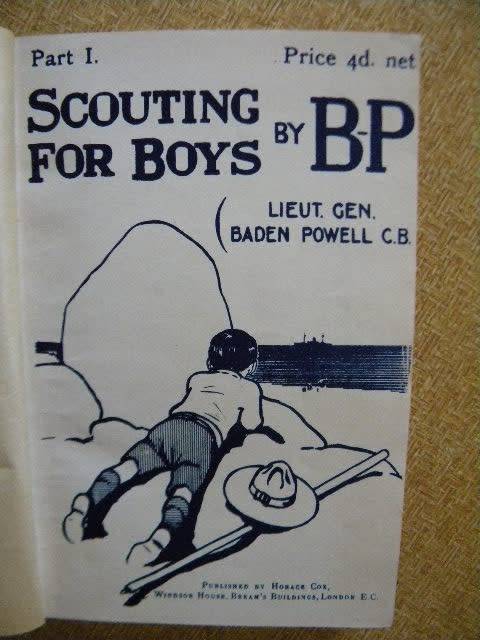 Part I.
Price 4d. net
SCOUTING
FOR BOYS
BY B-P
(LIEUT. GEN.
BADEN POWELL C.B.
PUBLISHED BY HORACE COX,
WINDSOR HOUSE, BREAM'S BUILDINGS, LONDON E.C.